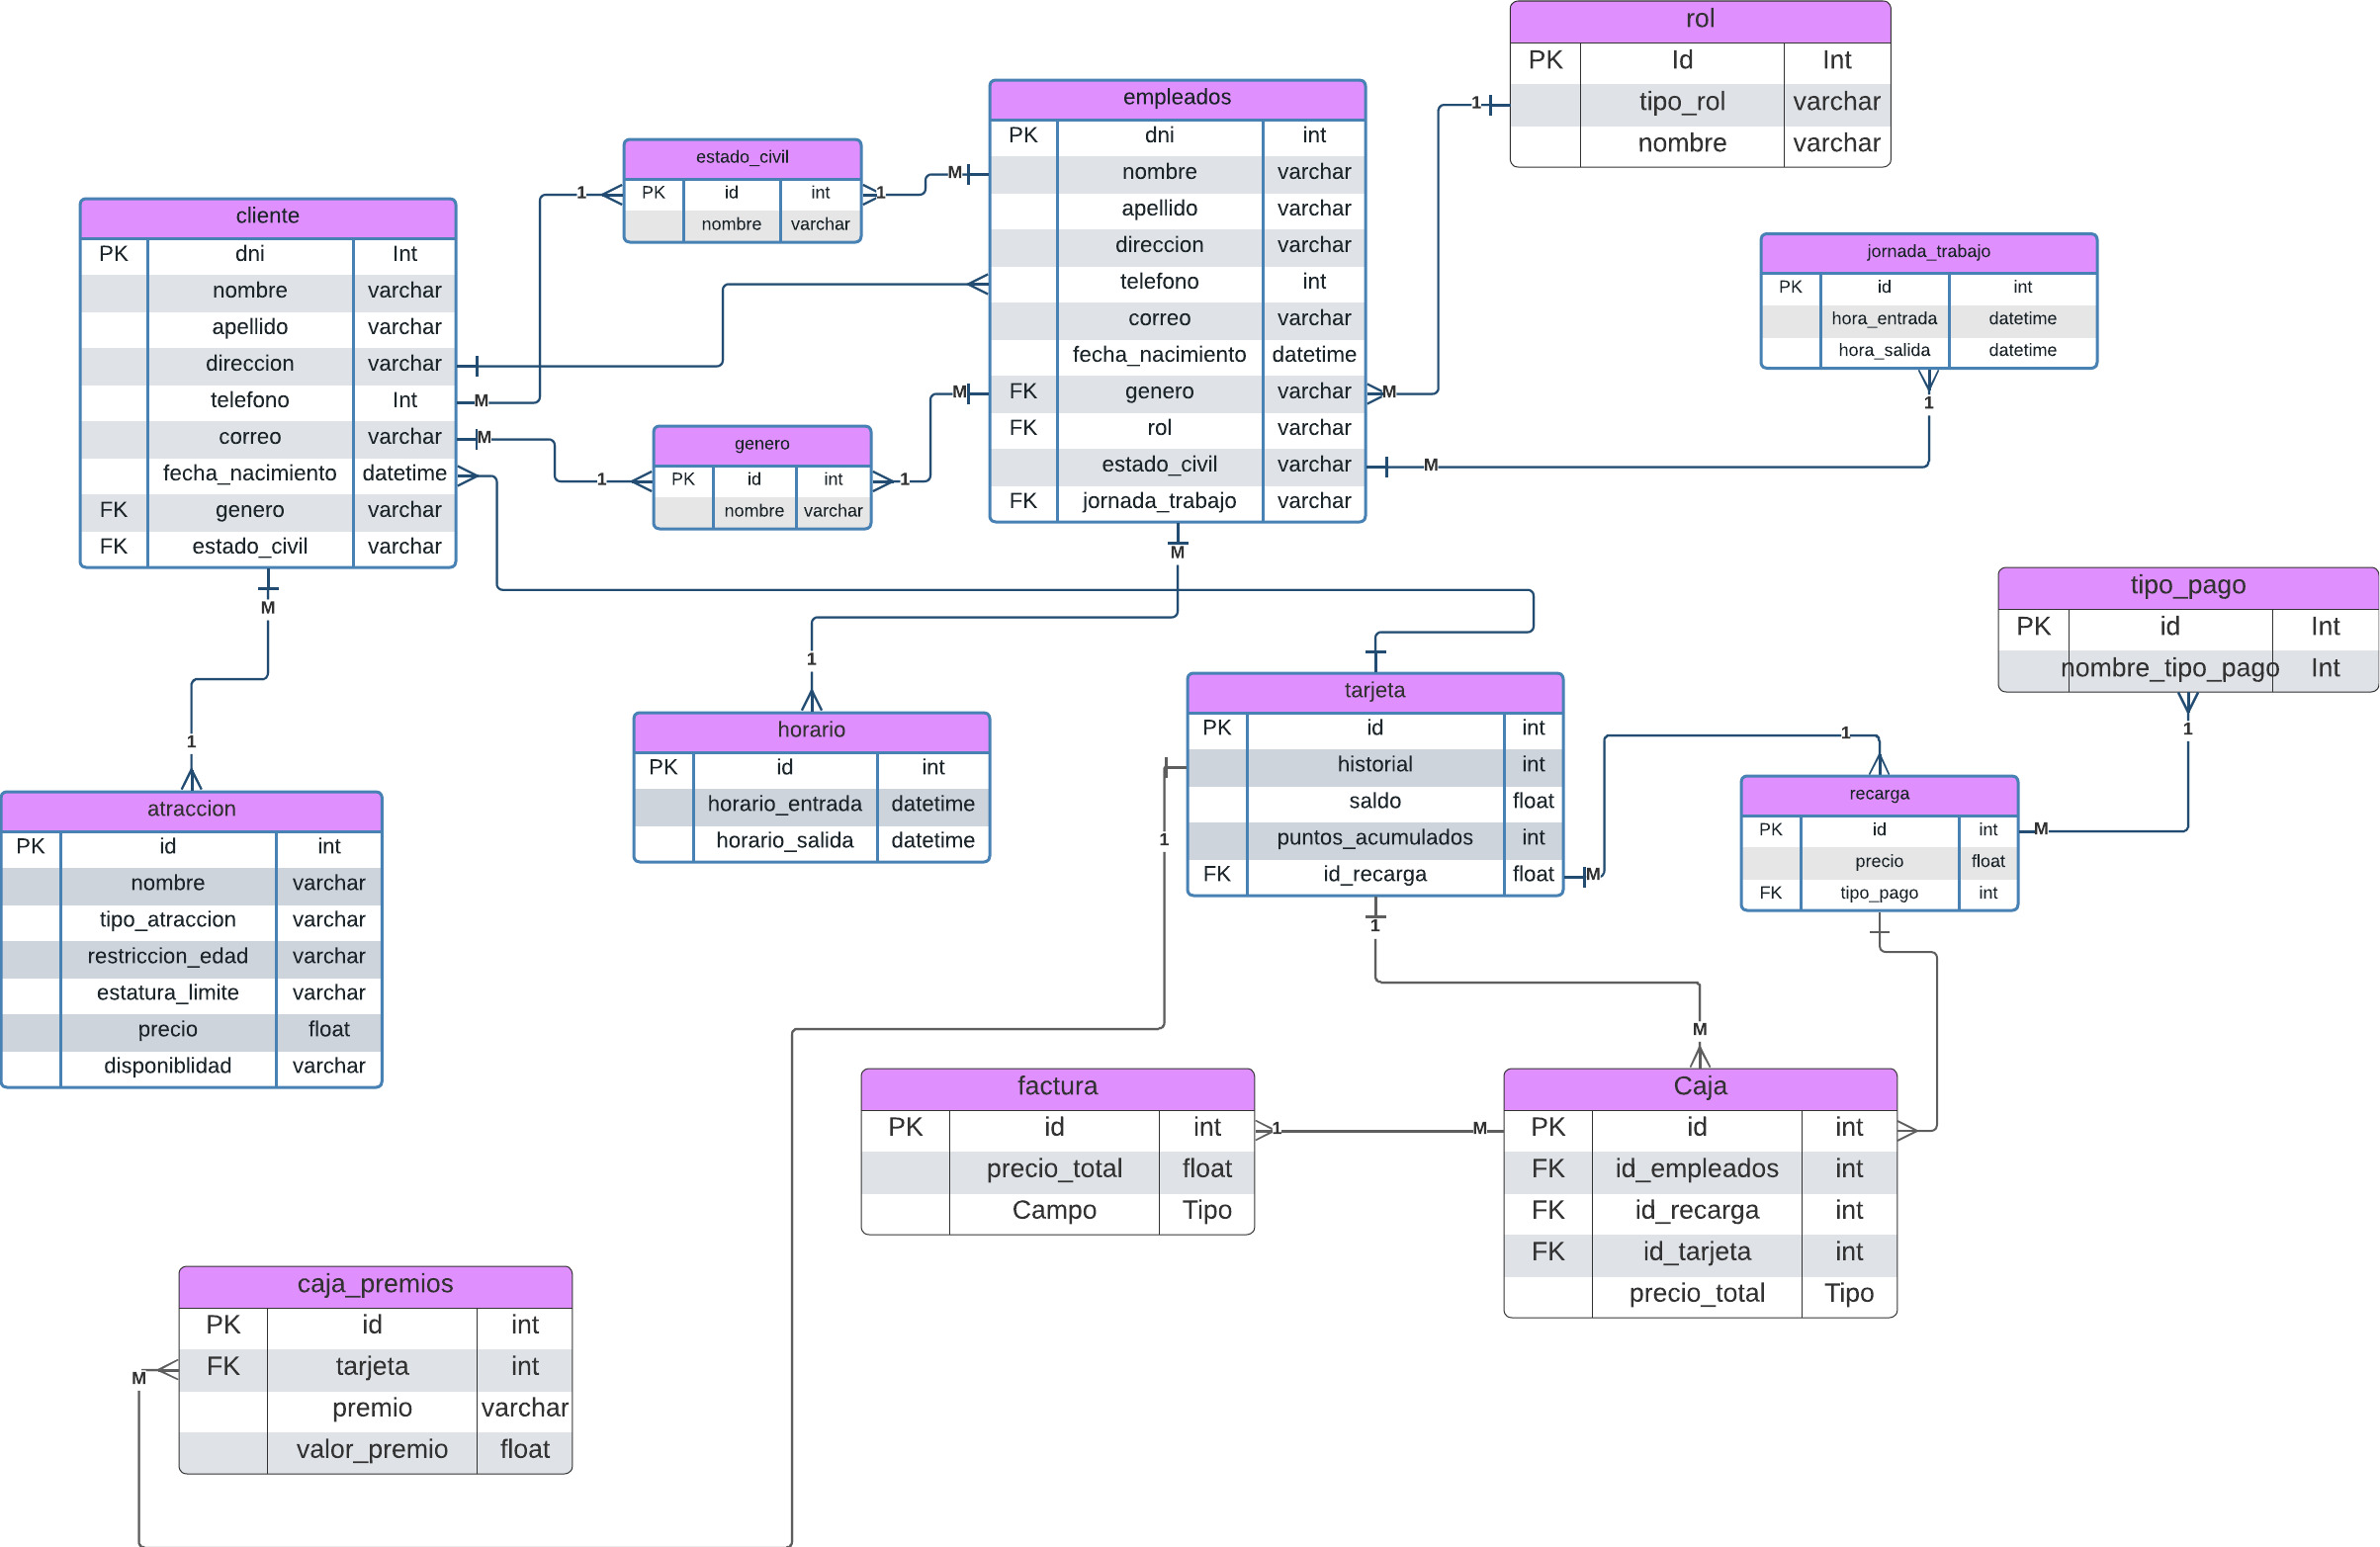 rol
PK Id Int
tipo_rol varchar
nombre varchar
empleados
PK dni int
nombre varchar
apellido varchar
direccion varchar
telefono int
correo varchar
fecha_nacimiento datetime
FK genero varchar
FK rol varchar
estado_civil varchar
FK jornada_trabajo varchar
estado_civil
PK id int
nombre varchar
cliente
PK dni Int
nombre varchar
apellido varchar
direccion varchar
telefono Int
correo varchar
fecha_nacimiento datetime
FK genero varchar
FK estado_civil varchar
jornada_trabajo
PK id int
hora_entrada datetime
hora_salida datetime
genero
PK id int
nombre varchar
1
M
1
1
M
M
M
1
1
M
M
1
M
M
1
M
1
tipo_pago
PK id Int
nombre_tipo_pago Int
tarjeta
PK id int
historial int
saldo float
puntos_acumulados int
FK id_recarga float
horario
PK id int
horario_entrada datetime
horario_salida datetime
recarga
PK id int
precio float
FK tipo_pago int
atraccion
PK id int
nombre varchar
tipo_atraccion varchar
restriccion_edad varchar
estatura_limite varchar
precio float
disponiblidad varchar
1
1
M
1
M
1
1
M
factura
PK id int
precio_total float
Campo Tipo
1
M
Caja
PK id int
FK id_empleados int
FK id_recarga int
FK id_tarjeta int
precio_total Tipo
caja_premios
PK id int
FK tarjeta int
premio varchar
valor_premio float
M